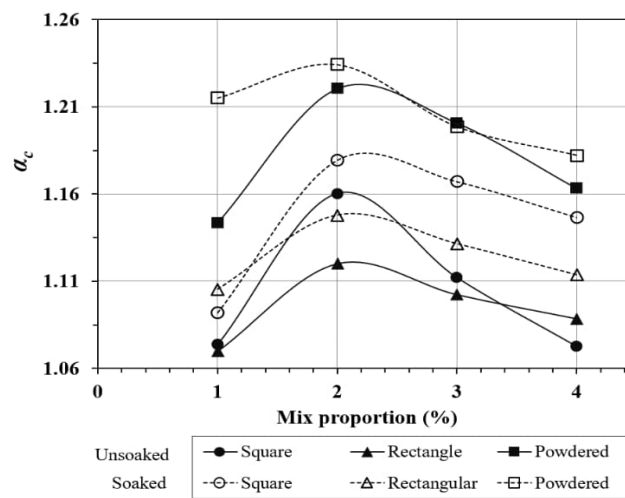 1.26
1.21
1.16
1.11
1.06
α_c
0 1 2 3 4
Mix proportion (%)
Unsoaked Square Rectangle Powdered
Soaked Square Rectangular Powdered